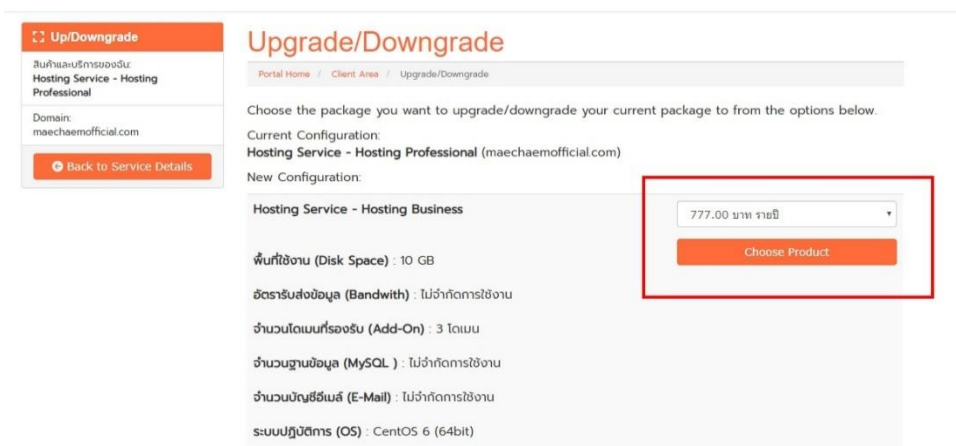 Up/Downgrade
สินค้าและบริการของฉัน:
Hosting Service - Hosting
Professional
Domain:
maechaemofficial.com
Back to Service Details
Upgrade/Downgrade
Portal Home / Client Area / Upgrade/Downgrade
Choose the package you want to upgrade/downgrade your current package to from the options below.
Current Configuration:
Hosting Service - Hosting Professional (maechaemofficial.com)
New Configuration:
Hosting Service - Hosting Business
777.00 บาท รายปี
Choose Product
พื้นที่ใช้งาน (Disk Space) : 10 GB
อัตรารับส่งข้อมูล (Bandwith) : ไม่จำกัดการใช้งาน
จำนวนโดเมนที่รองรับ (Add-On) : 3 โดเมน
จำนวนฐานข้อมูล (MySQL ) : ไม่จำกัดการใช้งาน
จำนวนบัญชีอีเมล์ (E-Mail) : ไม่จำกัดการใช้งาน
ระบบปฏิบัติการ (OS) : CentOS 6 (64bit)